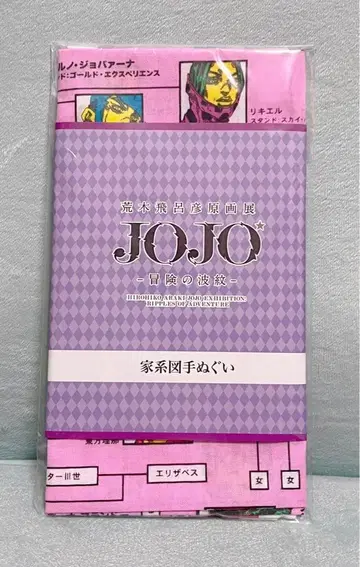 ルノ・ジョバァーナ
ド：ゴールド・エクスペリエンス
リキエル
スタンド：スカイ
荒木飛呂彦原画展
JOJO
-冒険の波紋-
HIROHIKO ARAKI JOJO EXHIBITION
RIPPLES OF ADVENTURE
家系図手ぬぐい
ター三世
エリザベス
女 女